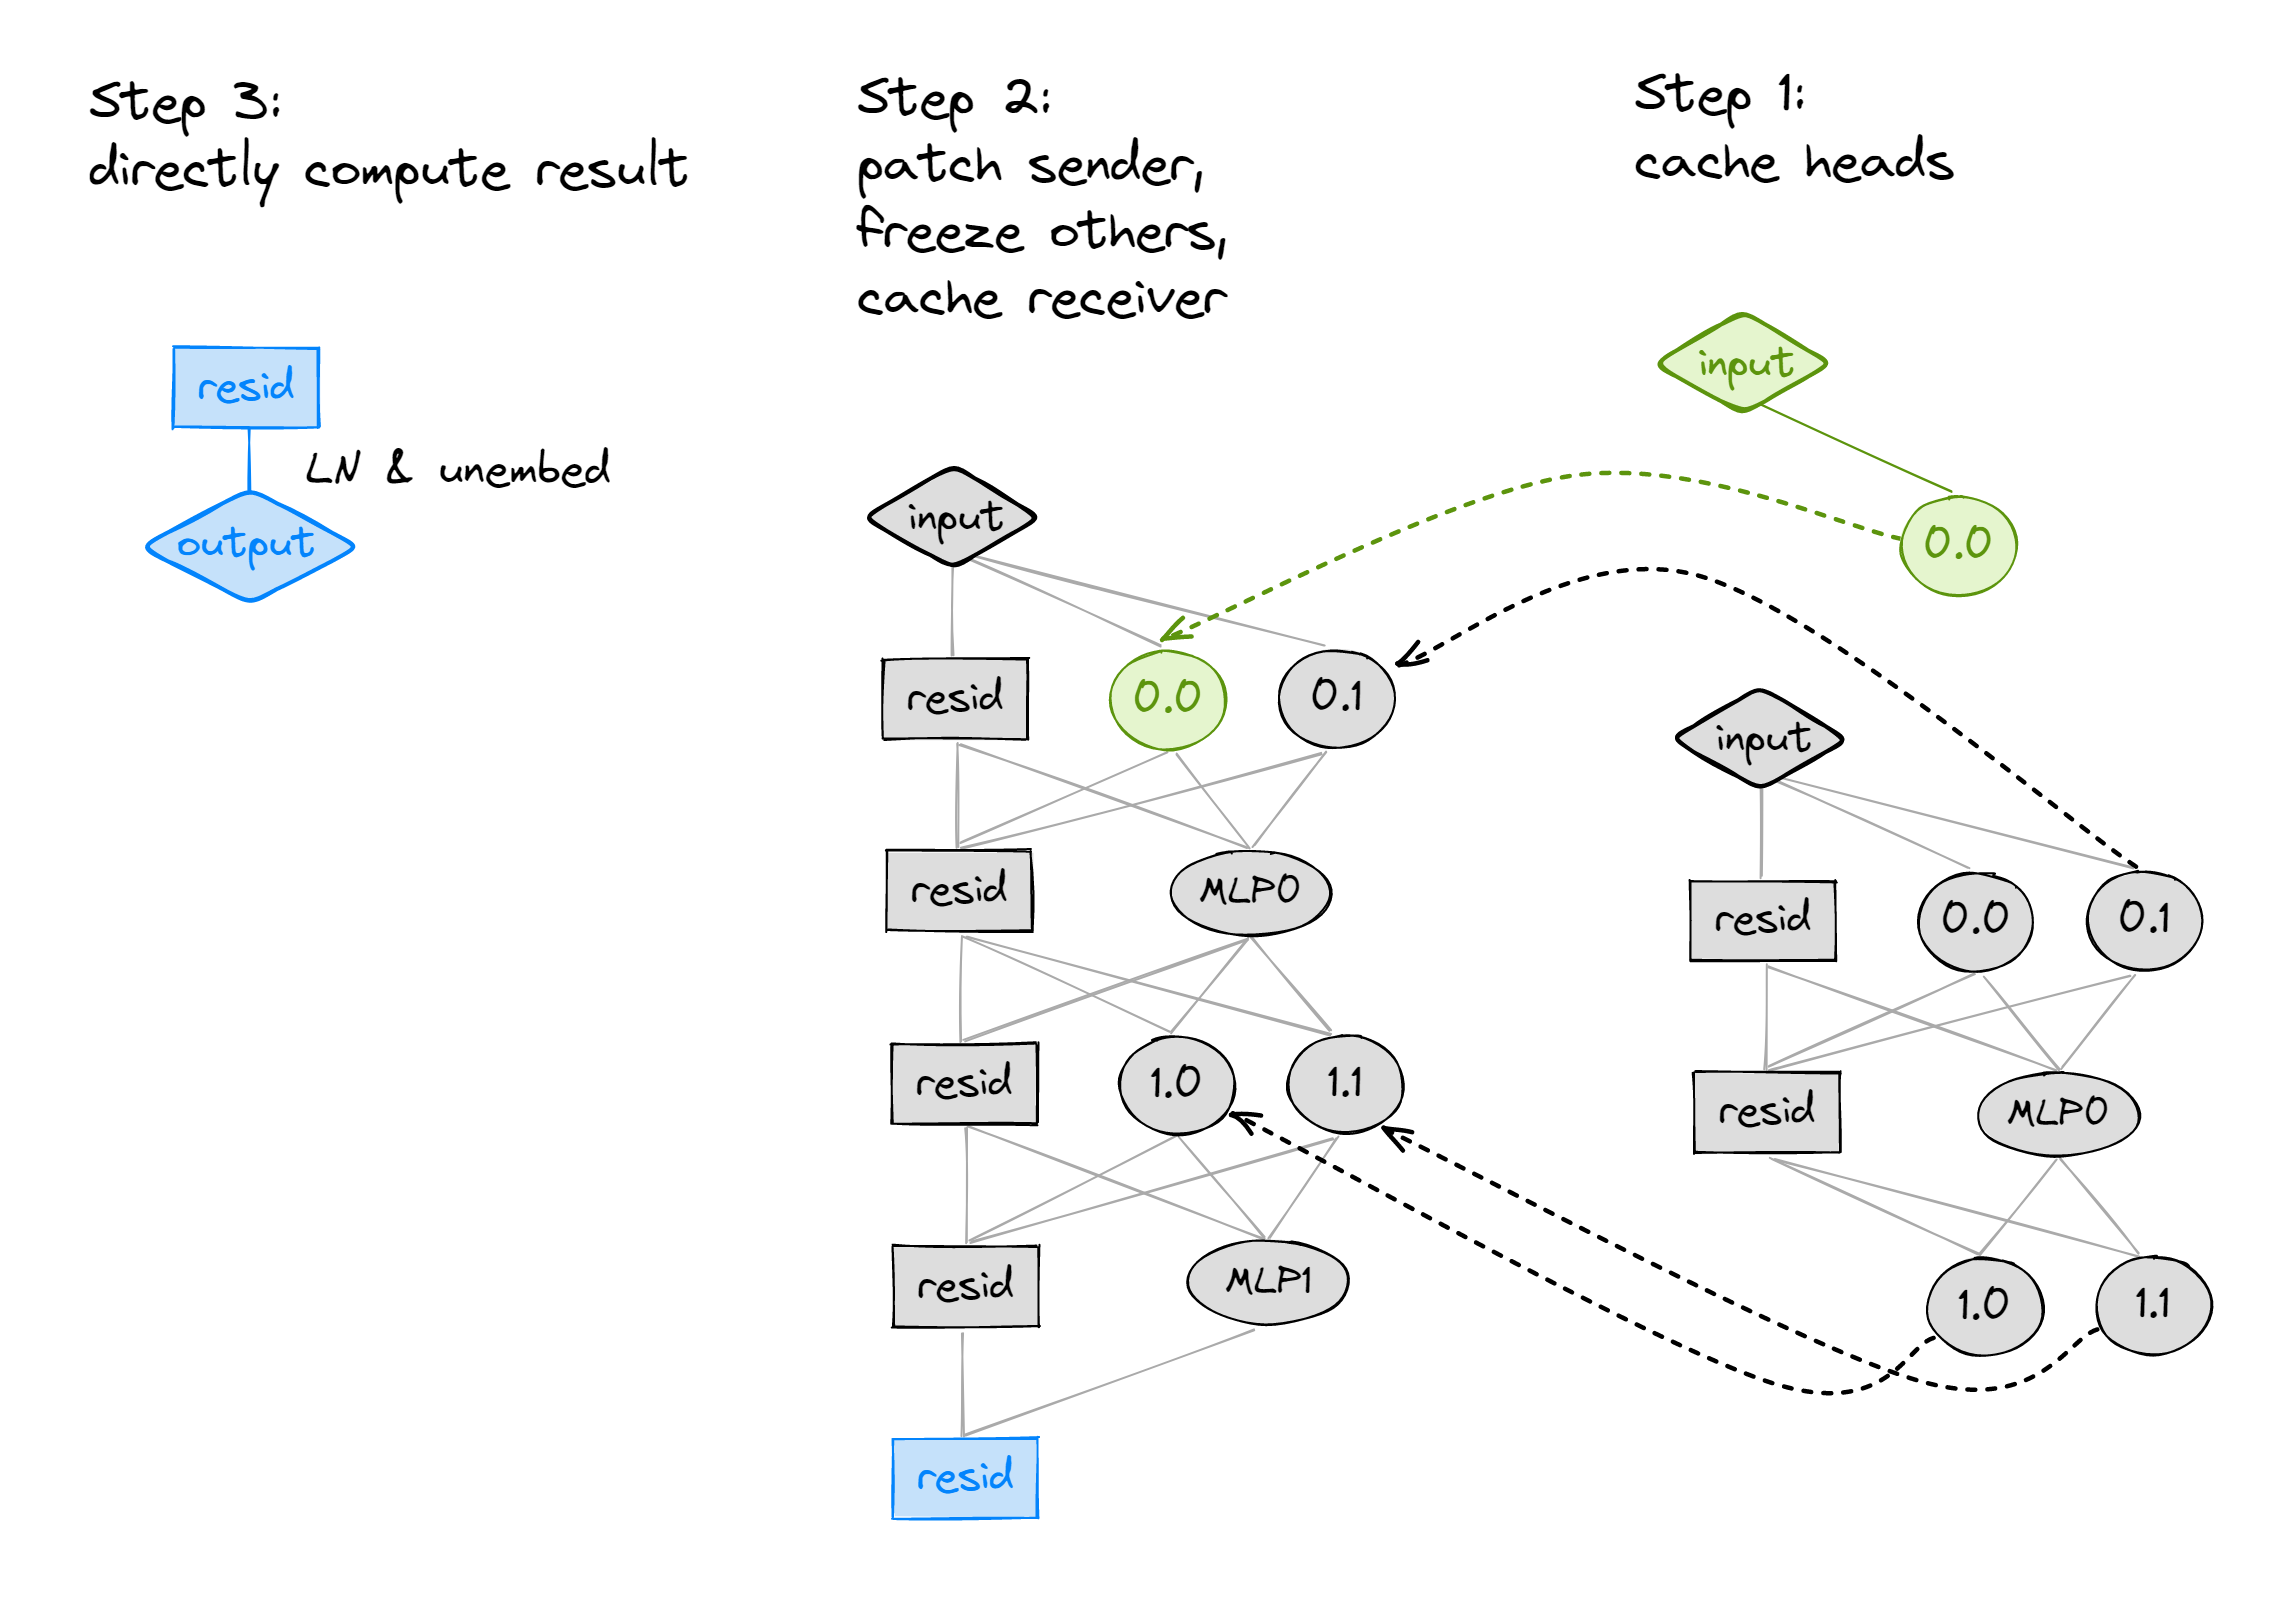 Step 3:
directly compute result
resid
LN & unembed
output
Step 2:
patch sender,
freeze others,
cache receiver
input
resid
0.0
0.1
resid
MLP0
resid
1.0
1.1
resid
MLP1
resid
Step 1:
cache heads
input
0.0
input
resid
0.0
0.1
resid
MLP0
1.0
1.1